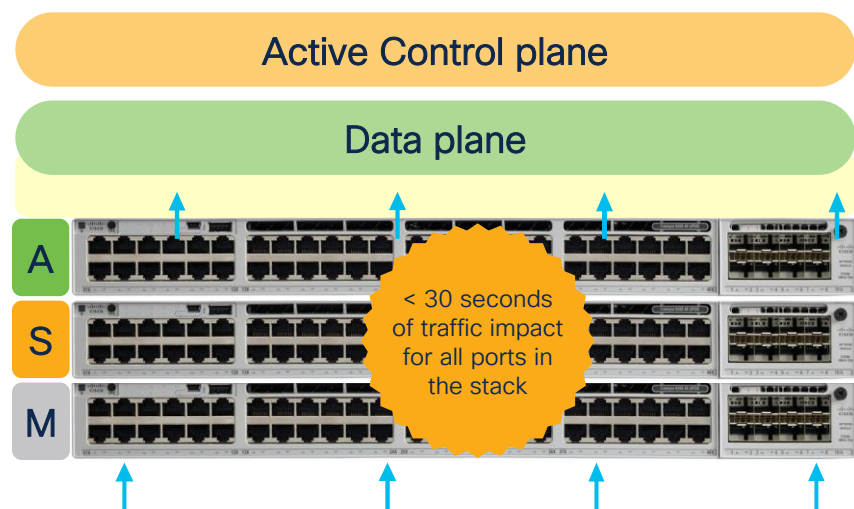 Active Control plane
Data plane
A
S
M
< 30 seconds
of traffic impact
for all ports in
the stack